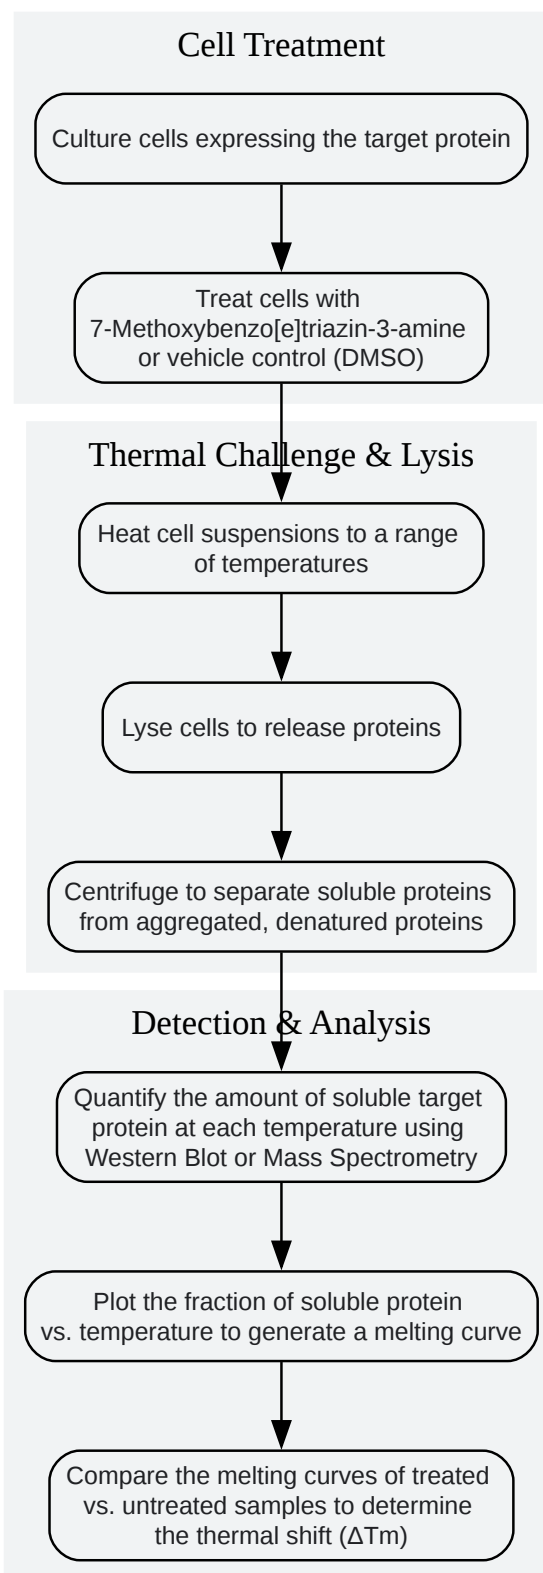 Cell Treatment
Culture cells expressing the target protein
Treat cells with
7-Methoxybenzo[e]triazin-3-amine
or vehicle control (DMSO)
Thermal Challenge & Lysis
Heat cell suspensions to a range
of temperatures
Lyse cells to release proteins
Centrifuge to separate soluble proteins
from aggregated, denatured proteins
Detection & Analysis
Quantify the amount of soluble target
protein at each temperature using
Western Blot or Mass Spectrometry
Plot the fraction of soluble protein
vs. temperature to generate a melting curve
Compare the melting curves of treated
vs. untreated samples to determine
the thermal shift (ΔTm)